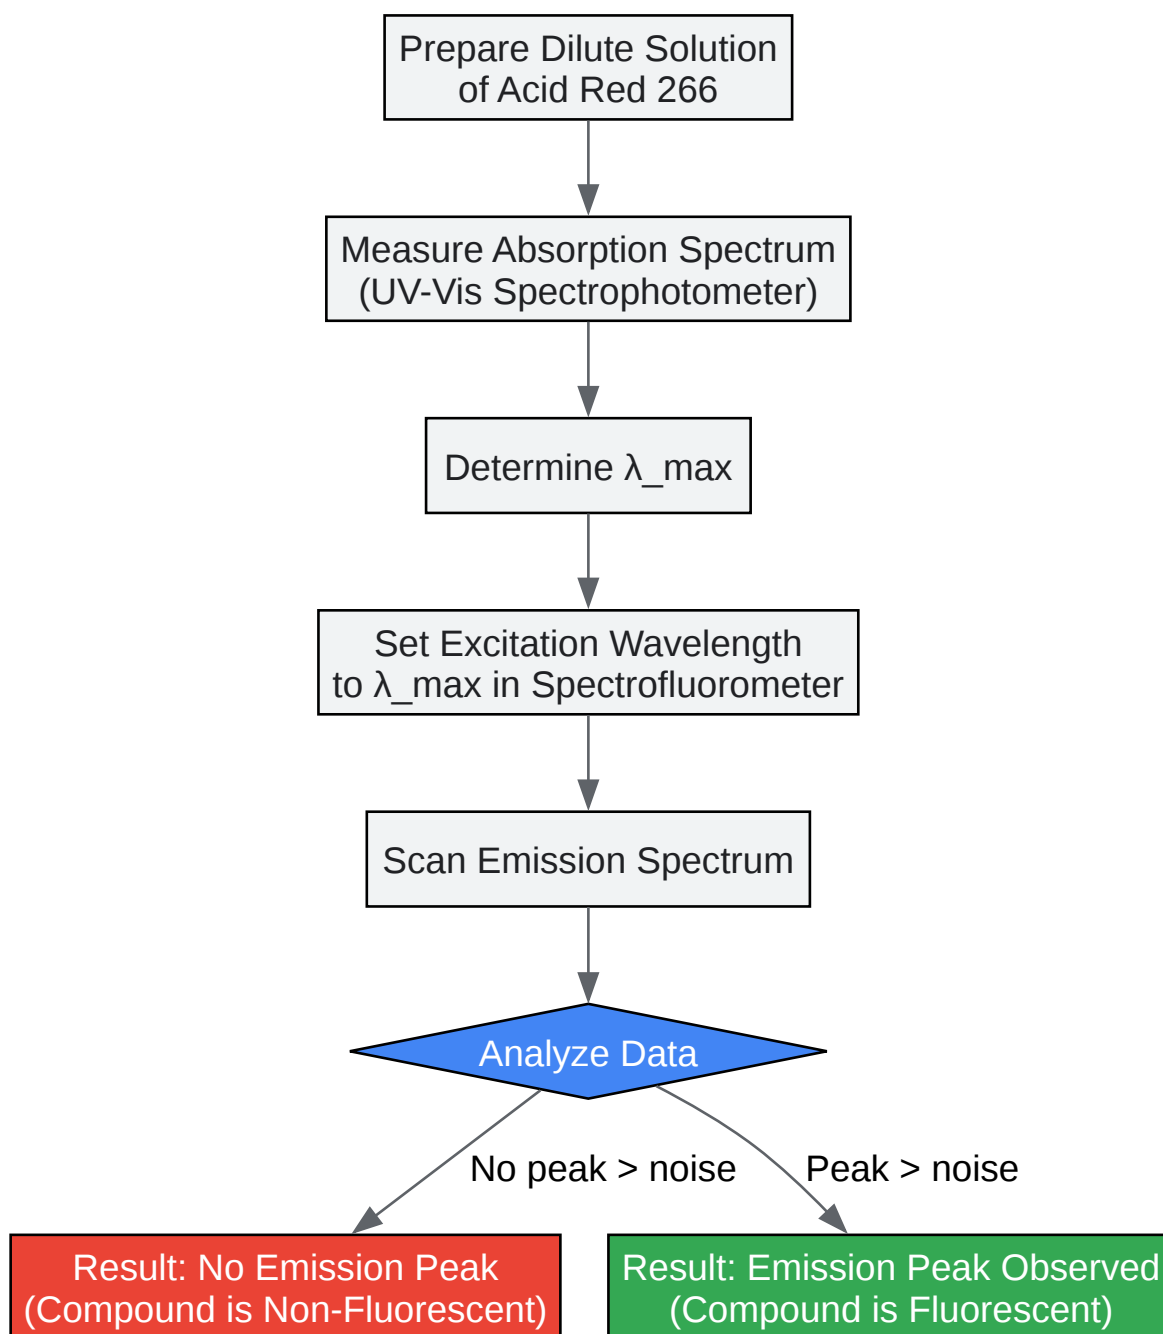 Prepare Dilute Solution
of Acid Red 266
Measure Absorption Spectrum
(UV-Vis Spectrophotometer)
Determine λ_max
Set Excitation Wavelength
to λ_max in Spectrofluorometer
Scan Emission Spectrum
Analyze Data
No peak > noise
Peak > noise
Result: No Emission Peak
(Compound is Non-Fluorescent)
Result: Emission Peak Observed
(Compound is Fluorescent)